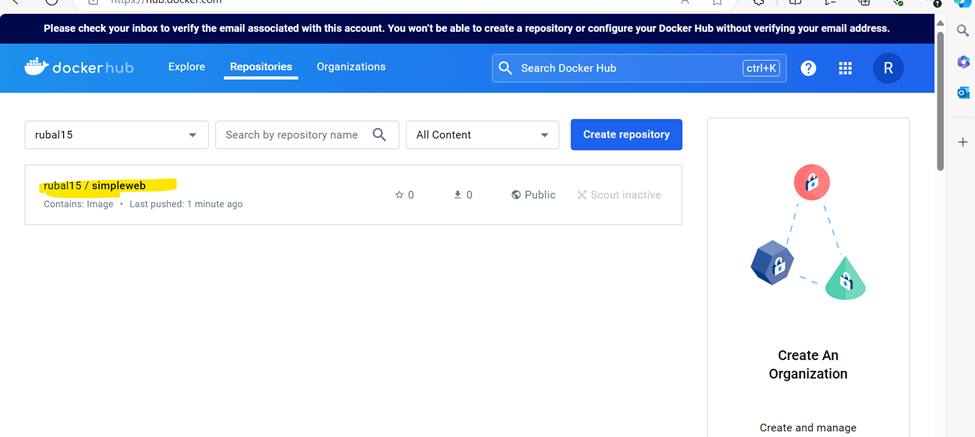 https://hub.docker.com
Please check your inbox to verify the email associated with this account. You won't be able to create a repository or configure your Docker Hub without verifying your email address.
dockerhub Explore Repositories Organizations Search Docker Hub ctrl+K ? R
rubal15 Search by repository name All Content Create repository
rubal15 / simpleweb
Contains: Image • Last pushed: 1 minute ago
0 0 Public Scout inactive
Create An
Organization
Create and manage